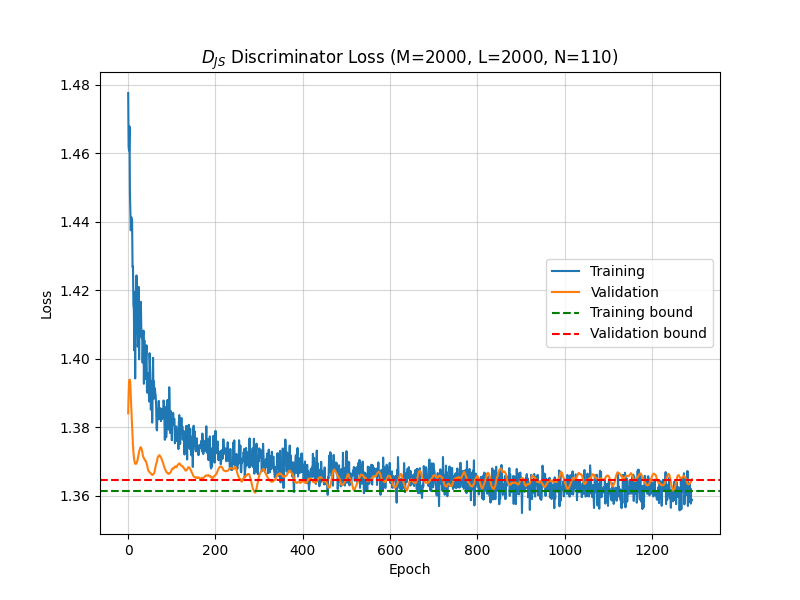 D_JS Discriminator Loss (M=2000, L=2000, N=110)
Loss
1.48
1.46
1.44
1.42
1.40
1.38
1.36
Training
Validation
Training bound
Validation bound
0 200 400 600 800 1000 1200
Epoch